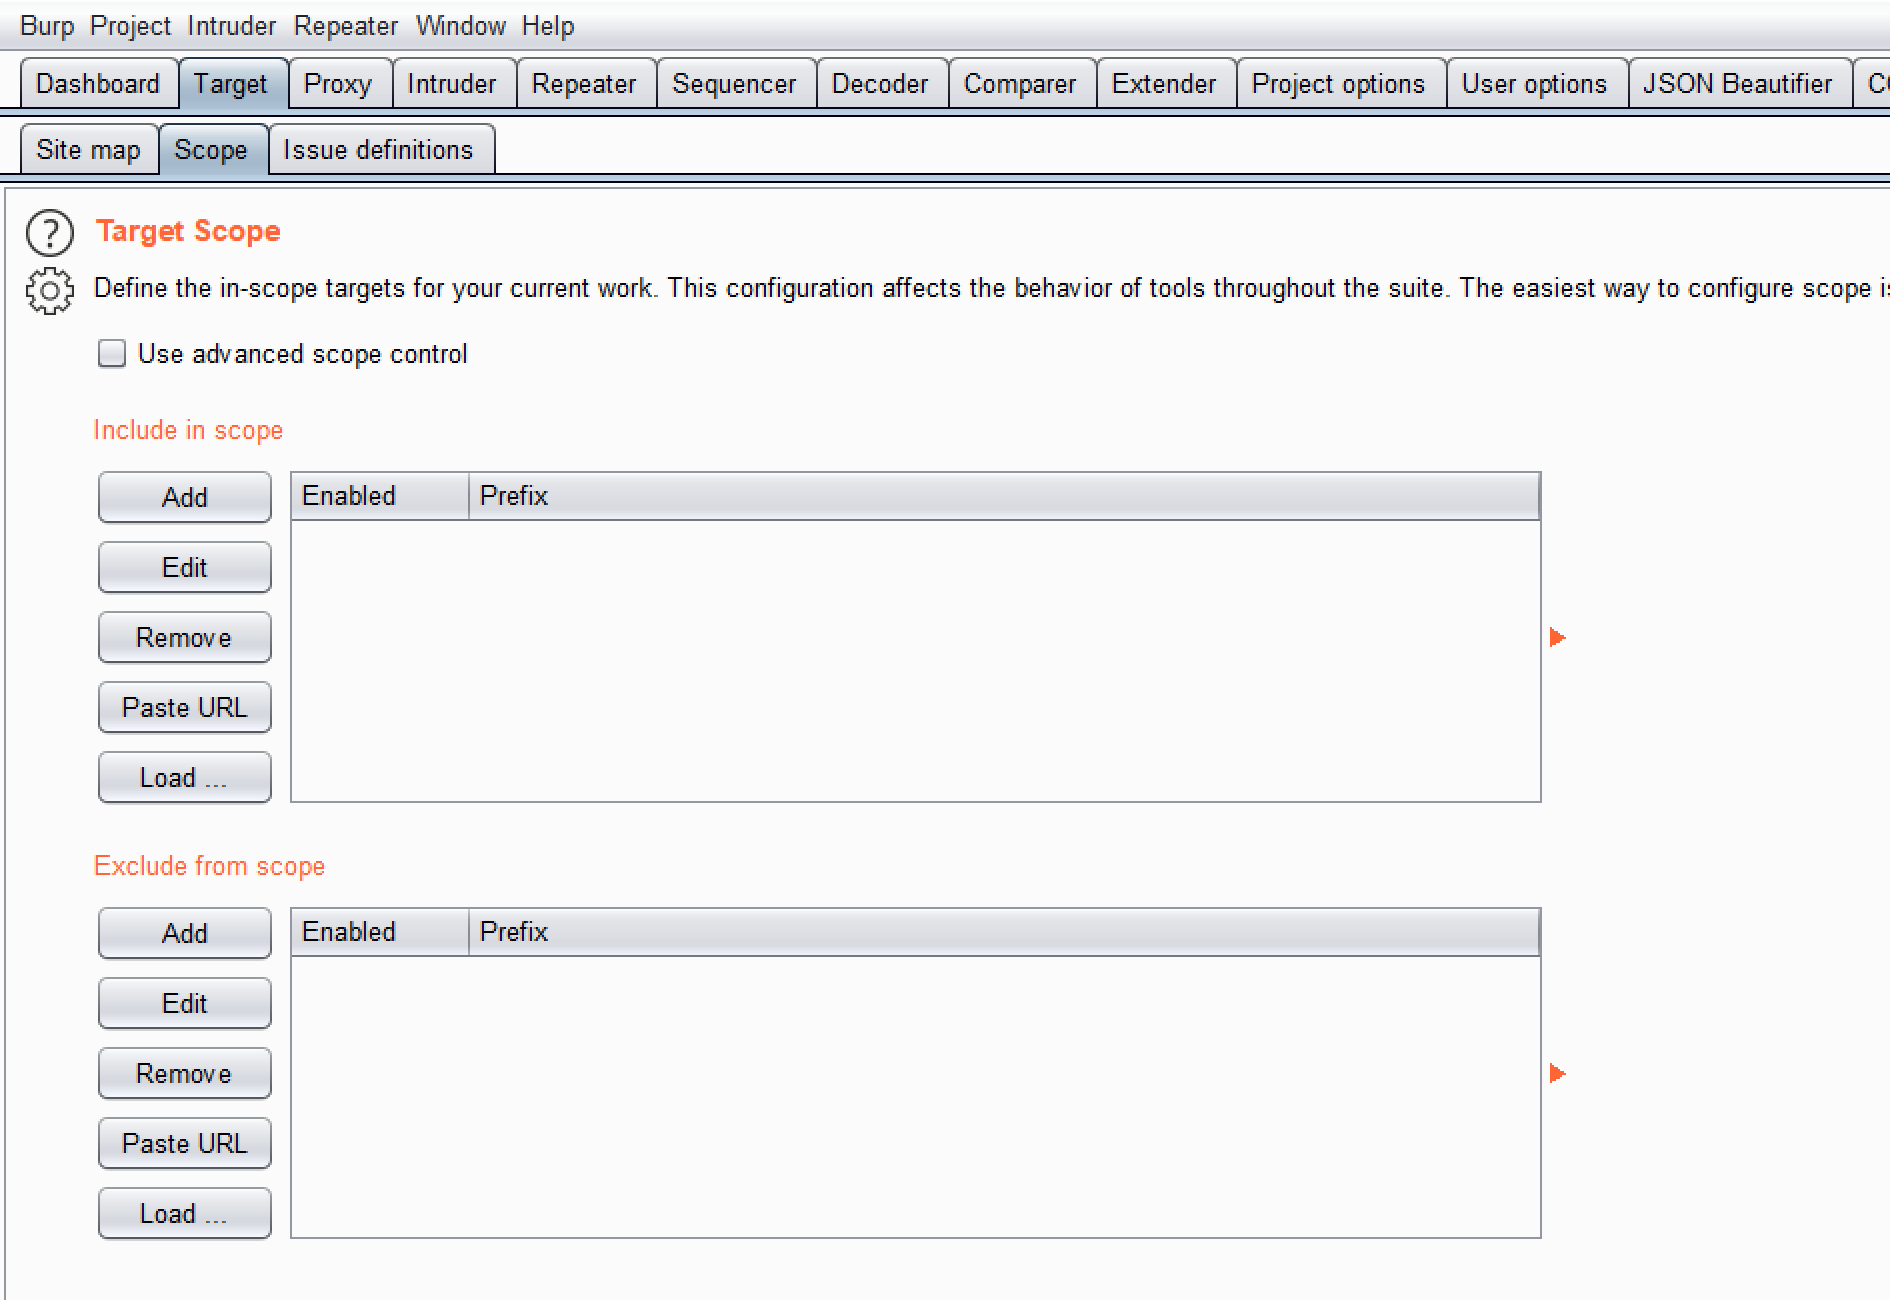 Burp Project Intruder Repeater Window Help
Dashboard Target Proxy Intruder Repeater Sequencer Decoder Comparer Extender Project options User options JSON Beautifier
Site map Scope Issue definitions
Target Scope
Define the in-scope targets for your current work. This configuration affects the behavior of tools throughout the suite. The easiest way to configure scope is
Use advanced scope control
Include in scope
Add
Enabled Prefix
Edit
Remove
Paste URL
Load ...
Exclude from scope
Add
Enabled Prefix
Edit
Remove
Paste URL
Load ...